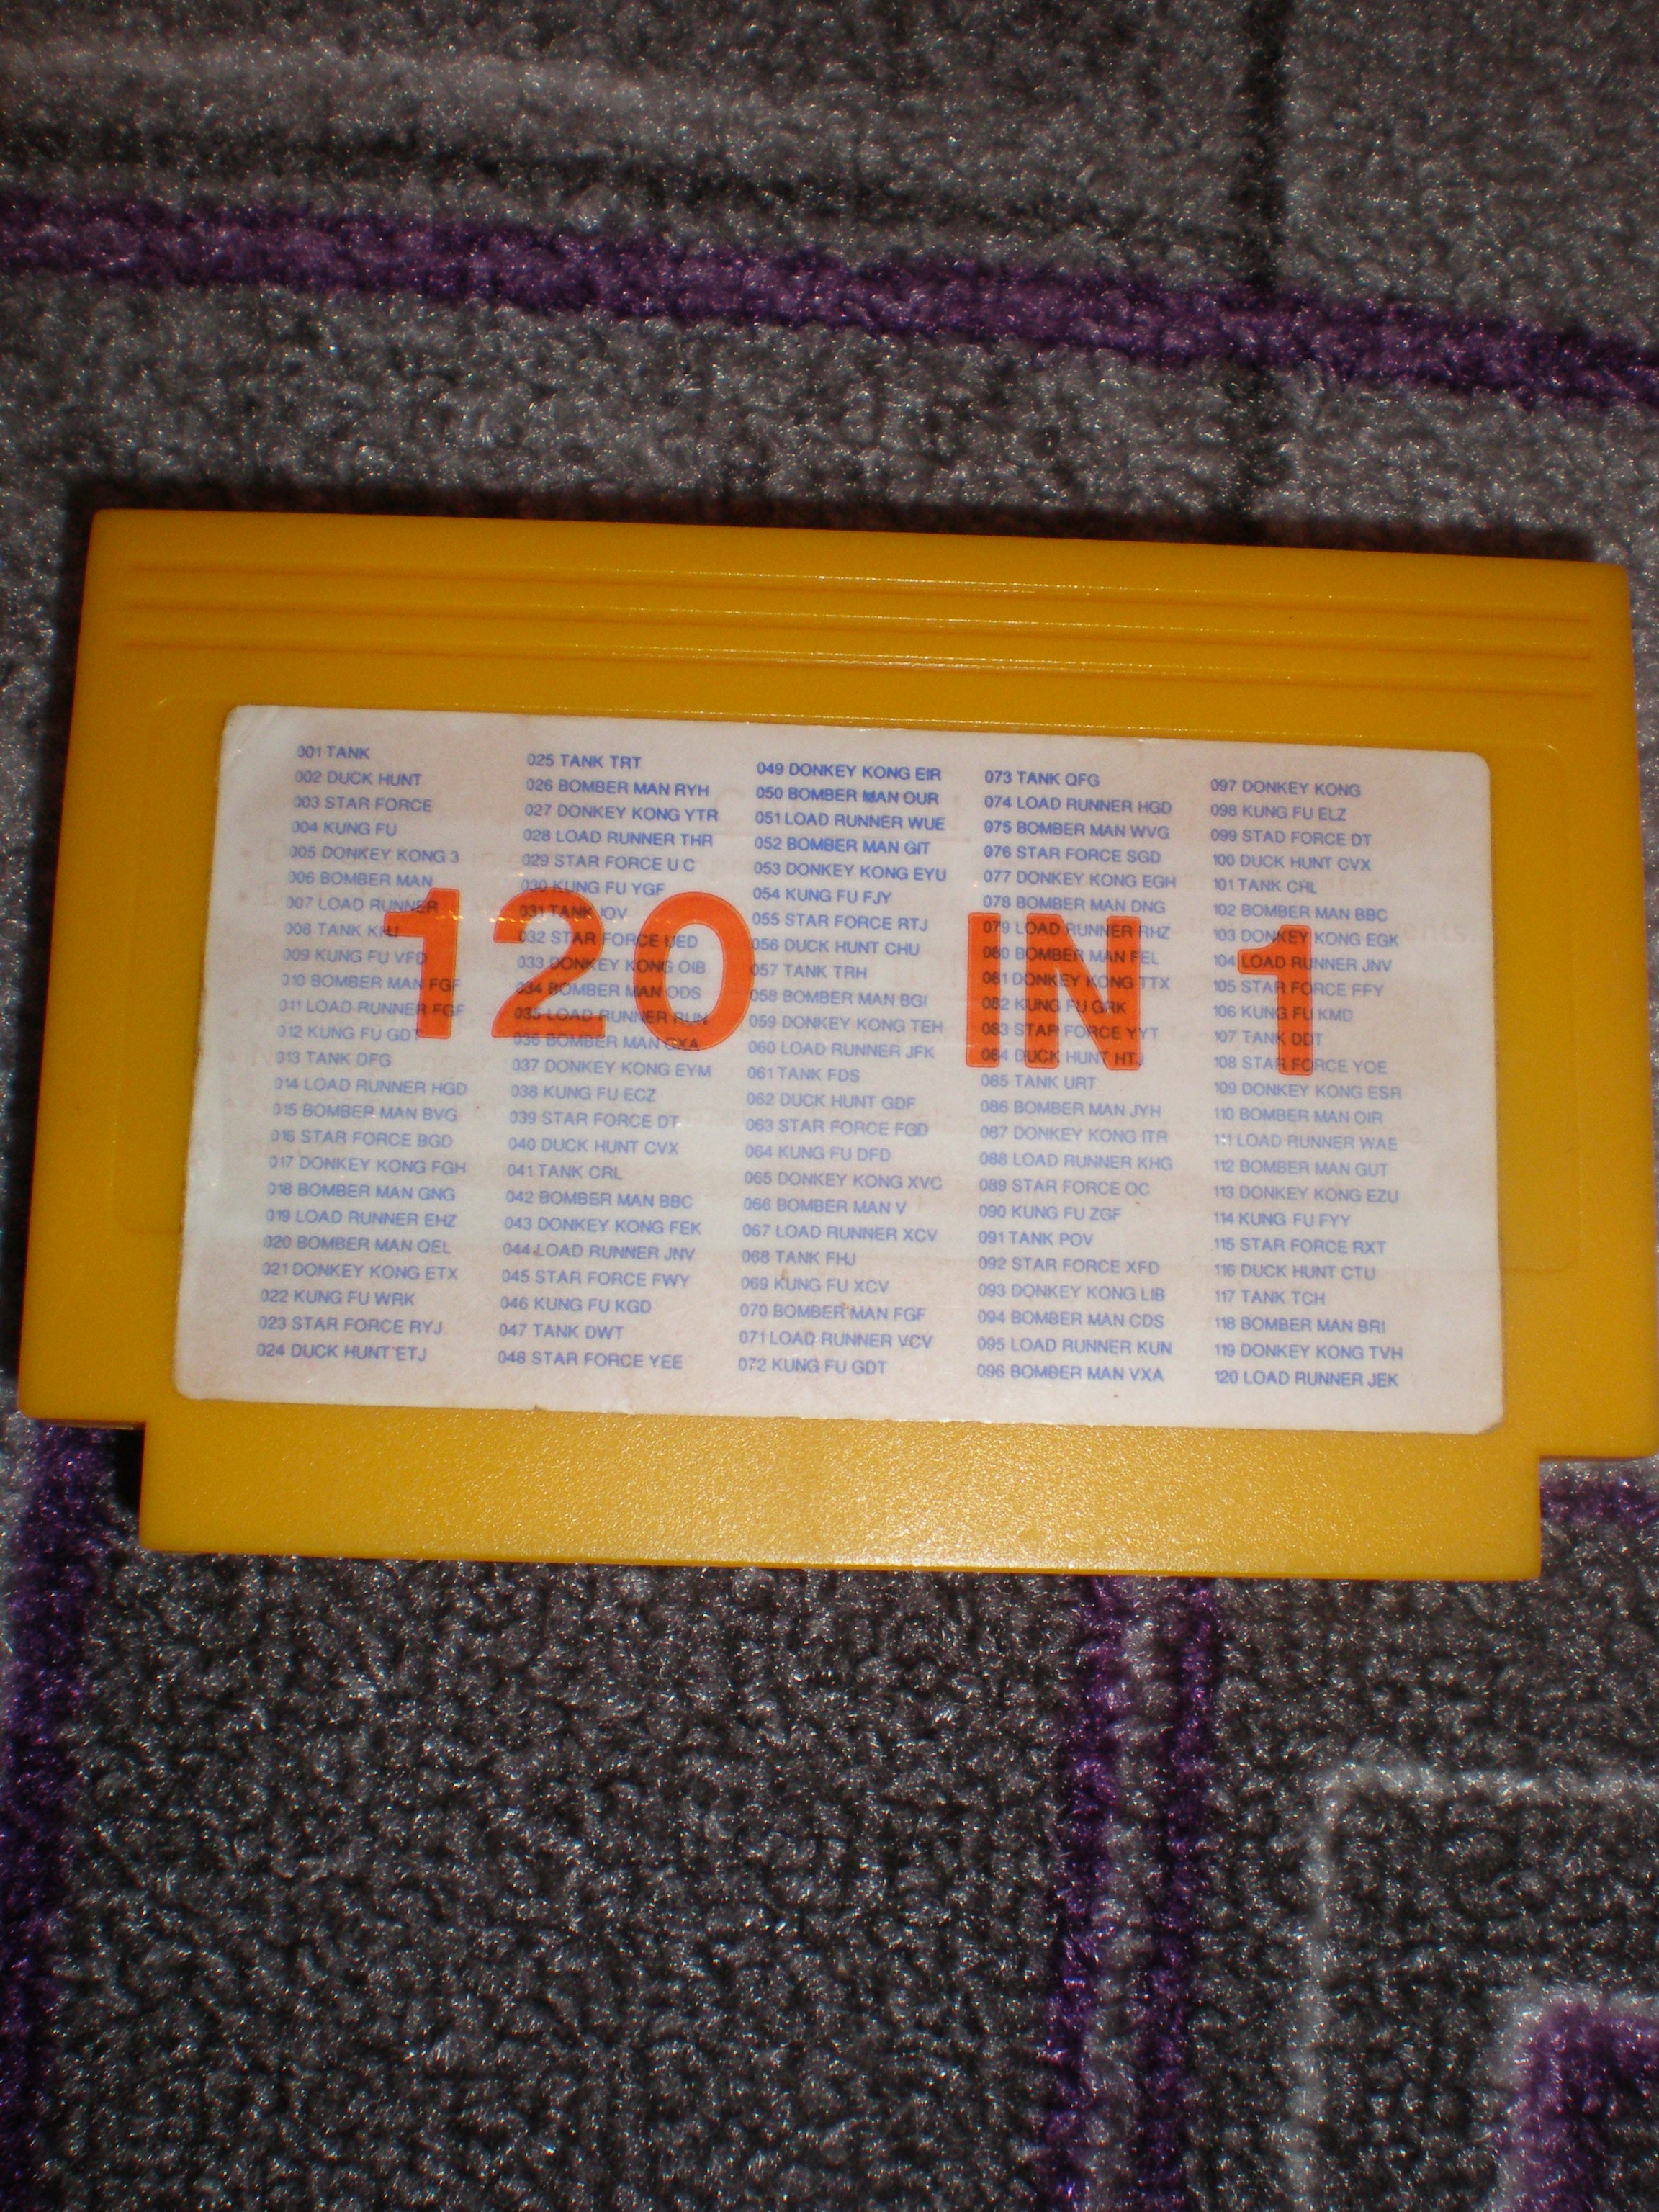 001 TANK
002 DUCK HUNT
003 STAR FORCE
004 KUNG FU
005 DONKEY KONG 3
006 BOMBER MAN
007 LOAD RUNNER
008 TANK KHJ
009 KUNG FU VFD
010 BOMBER MAN FGF
011 LOAD RUNNER FGF
012 KUNG FU GDT
013 TANK DFG
014 LOAD RUNNER HGD
015 BOMBER MAN BVG
016 STAR FORCE BGD
017 DONKEY KONG FGH
018 BOMBER MAN GNG
019 LOAD RUNNER EHZ
020 BOMBER MAN QEL
021 DONKEY KONG ETX
022 KUNG FU WRK
023 STAR FORCE RYJ
024 DUCK HUNT ETJ
025 TANK TRT
026 BOMBER MAN RYH
027 DONKEY KONG YTR
028 LOAD RUNNER THR
029 STAR FORCE U C
030 KUNG FU YGF
031 TANK IOV
032 STAR FORCE UED
033 DONKEY KONG OIB
034 BOMBER MAN ODS
035 LOAD RUNNER RUN
036 BOMBER MAN GXA
037 DONKEY KONG EYM
038 KUNG FU ECZ
039 STAR FORCE DT
040 DUCK HUNT CVX
041 TANK CRL
042 BOMBER MAN BBC
043 DONKEY KONG FEK
044 LOAD RUNNER JNV
045 STAR FORCE FWY
046 KUNG FU KGD
047 TANK DWT
048 STAR FORCE YEE
049 DONKEY KONG EIR
050 BOMBER MAN OUR
051 LOAD RUNNER WUE
052 BOMBER MAN GIT
053 DONKEY KONG EYU
054 KUNG FU FJY
055 STAR FORCE RTJ
056 DUCK HUNT CHU
057 TANK TRH
058 BOMBER MAN BGI
059 DONKEY KONG TEH
060 LOAD RUNNER JFK
061 TANK FDS
062 DUCK HUNT GDF
063 STAR FORCE FGD
064 KUNG FU DFD
065 DONKEY KONG XVC
066 BOMBER MAN V
067 LOAD RUNNER XCV
068 TANK FHJ
069 KUNG FU XCV
070 BOMBER MAN FGF
071 LOAD RUNNER VCV
072 KUNG FU GDT
073 TANK QFG
074 LOAD RUNNER HGD
075 BOMBER MAN WVG
076 STAR FORCE SGD
077 DONKEY KONG EGH
078 BOMBER MAN DNG
079 LOAD RUNNER RHZ
080 BOMBER MAN FEL
081 DONKEY KONG TTX
082 KUNG FU GRK
083 STAR FORCE YYT
084 DUCK HUNT HTJ
085 TANK URT
086 BOMBER MAN JYH
087 DONKEY KONG ITR
088 LOAD RUNNER KHG
089 STAR FORCE OC
090 KUNG FU ZGF
091 TANK POV
092 STAR FORCE XFD
093 DONKEY KONG LIB
094 BOMBER MAN CDS
095 LOAD RUNNER KUN
096 BOMBER MAN VXA
097 DONKEY KONG
098 KUNG FU ELZ
099 STAD FORCE DT
100 DUCK HUNT CVX
101 TANK CRL
102 BOMBER MAN BBC
103 DONKEY KONG EGK
104 LOAD RUNNER JNV
105 STAR FORCE FFY
106 KUNG FU KMD
107 TANK DDT
108 STAR FORCE YOE
109 DONKEY KONG ESR
110 BOMBER MAN OIR
111 LOAD RUNNER WAE
112 BOMBER MAN GUT
113 DONKEY KONG EZU
114 KUNG FU FYY
115 STAR FORCE RXT
116 DUCK HUNT CTU
117 TANK TCH
118 BOMBER MAN BRI
119 DONKEY KONG TVH
120 LOAD RUNNER JEK
120 IN 1